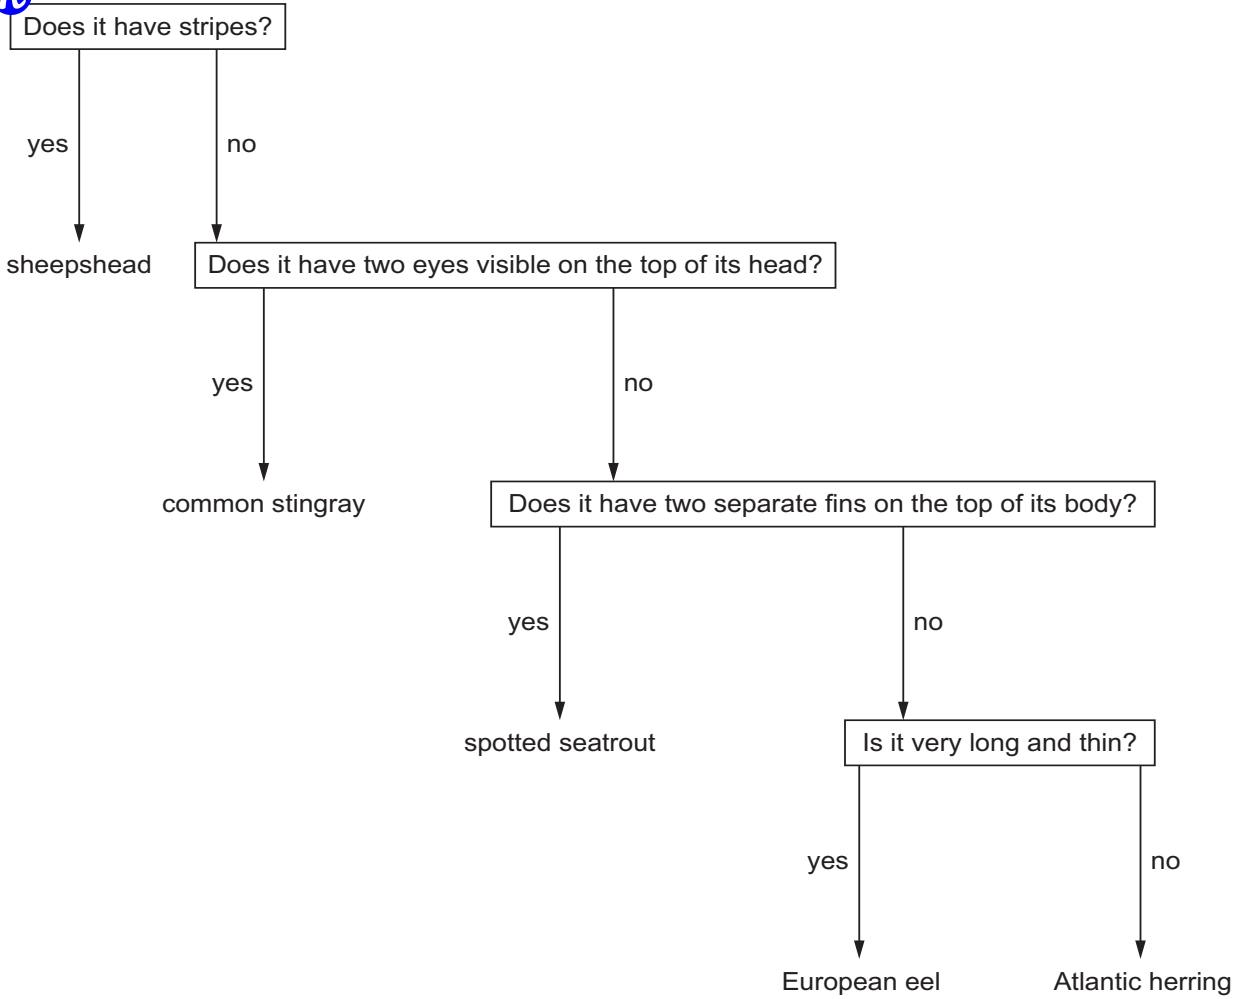 Does it have stripes?
yes
no
sheepshead
Does it have two eyes visible on the top of its head?
yes
no
common stingray
Does it have two separate fins on the top of its body?
yes
no
spotted seatrout
Is it very long and thin?
yes
no
European eel
Atlantic herring